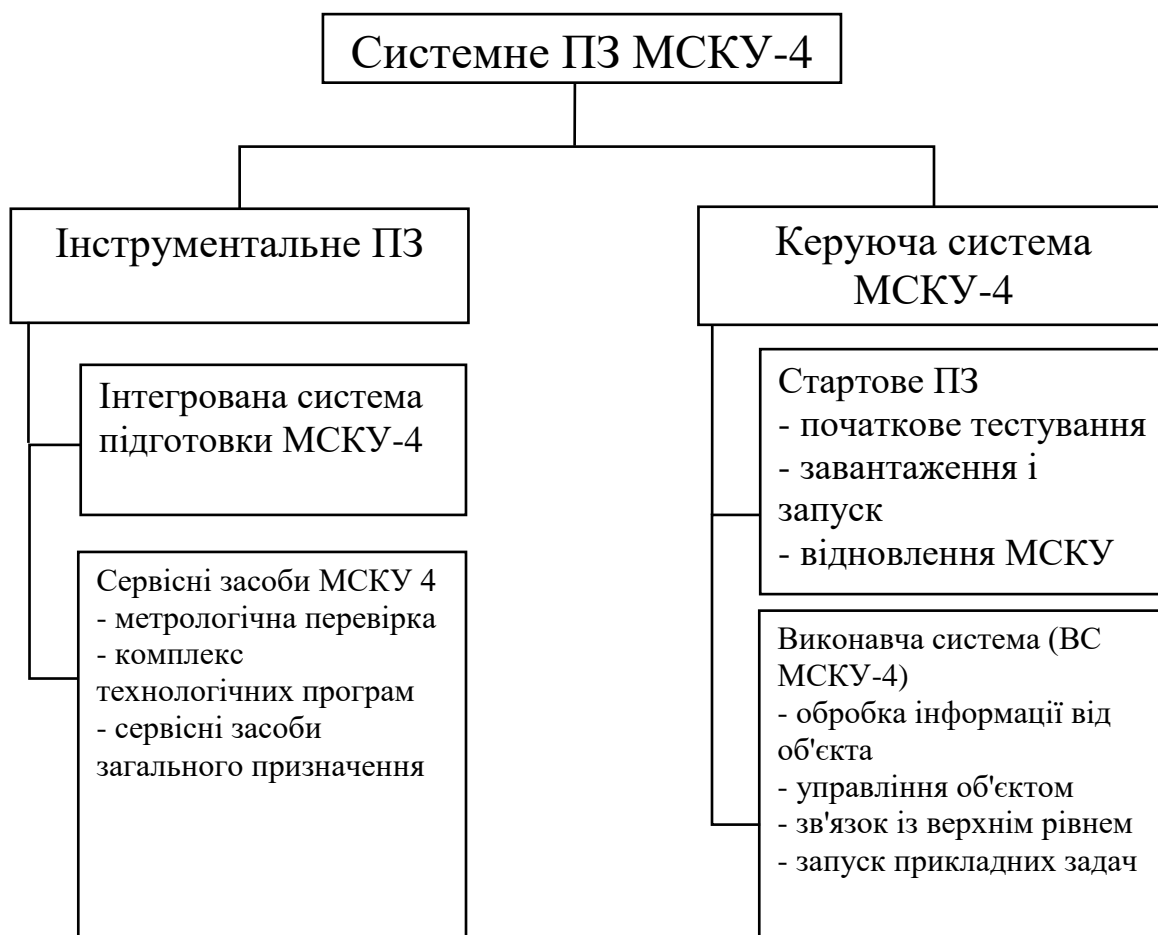 Системне ПЗ МСКУ-4
Інструментальне ПЗ
Інтегрована система
підготовки МСКУ-4
Сервісні засоби МСКУ 4
- метрологічна перевірка
- комплекс
технологічних програм
- сервісні засоби
загального призначення
Керуюча система
МСКУ-4
Стартове ПЗ
- початкове тестування
- завантаження і
запуск
- відновлення МСКУ
Виконавча система (ВС
МСКУ-4)
- обробка інформації від
об'єкта
- управління об'єктом
- зв'язок із верхнім рівнем
- запуск прикладних задач